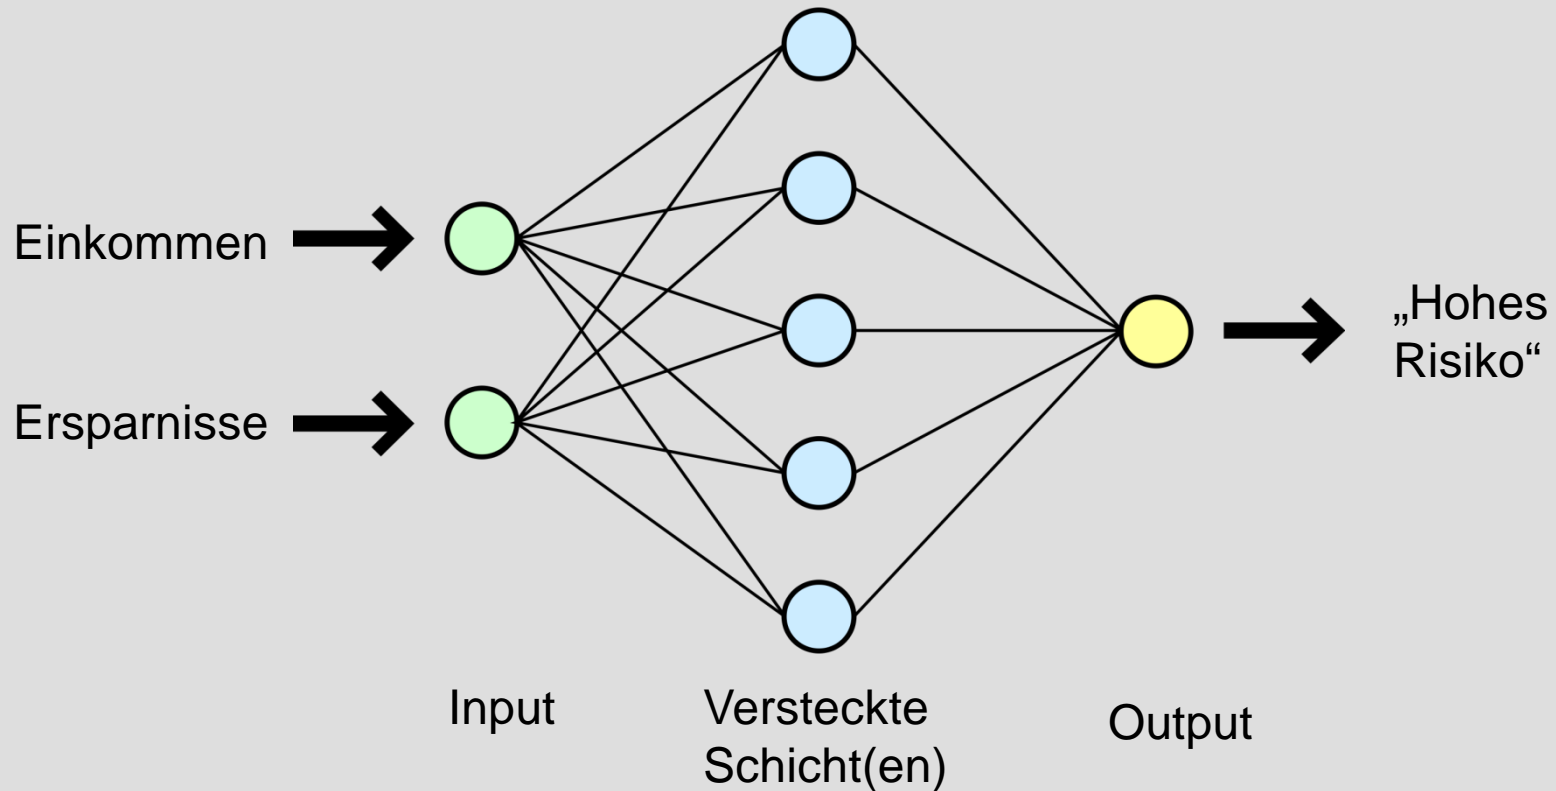 Einkommen
Ersparnisse
„Hohes
Risiko“
Input
Versteckte
Schicht(en)
Output